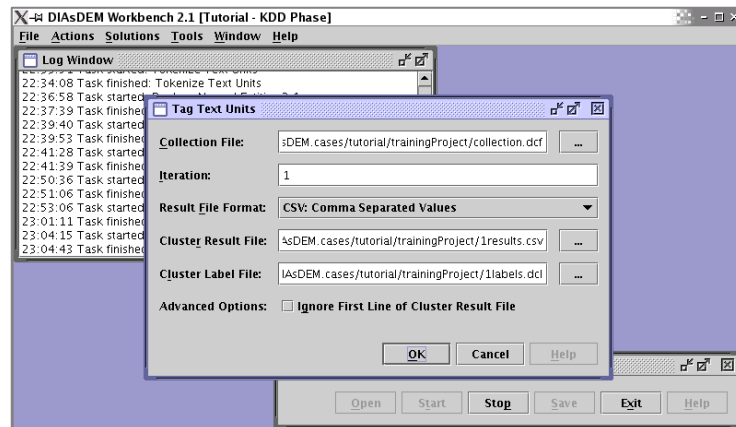 DIAsDEM Workbench 2.1 [Tutorial - KDD Phase]
File Actions Solutions Tools Window Help
Log Window
22:34:08 Task finished: Tokenize Text Units
22:36:58 Task started
22:37:39 Task finished
22:39:40 Task started
22:39:53 Task finished
22:41:28 Task started
22:41:39 Task finished
22:50:36 Task started
22:51:06 Task finished
22:53:06 Task started
23:01:11 Task finished
23:04:15 Task started
23:04:43 Task finished
Tag Text Units
Collection File: sDEM.cases/tutorial/trainingProject/collection.dcf ...
Iteration: 1
Result File Format: CSV: Comma Separated Values
Cluster Result File: AsDEM.cases/tutorial/trainingProject/1results.csv ...
Cluster Label File: IAsDEM.cases/tutorial/trainingProject/1labels.dcl ...
Advanced Options: Ignore First Line of Cluster Result File
OK Cancel Help
Open Start Stop Save Exit Help